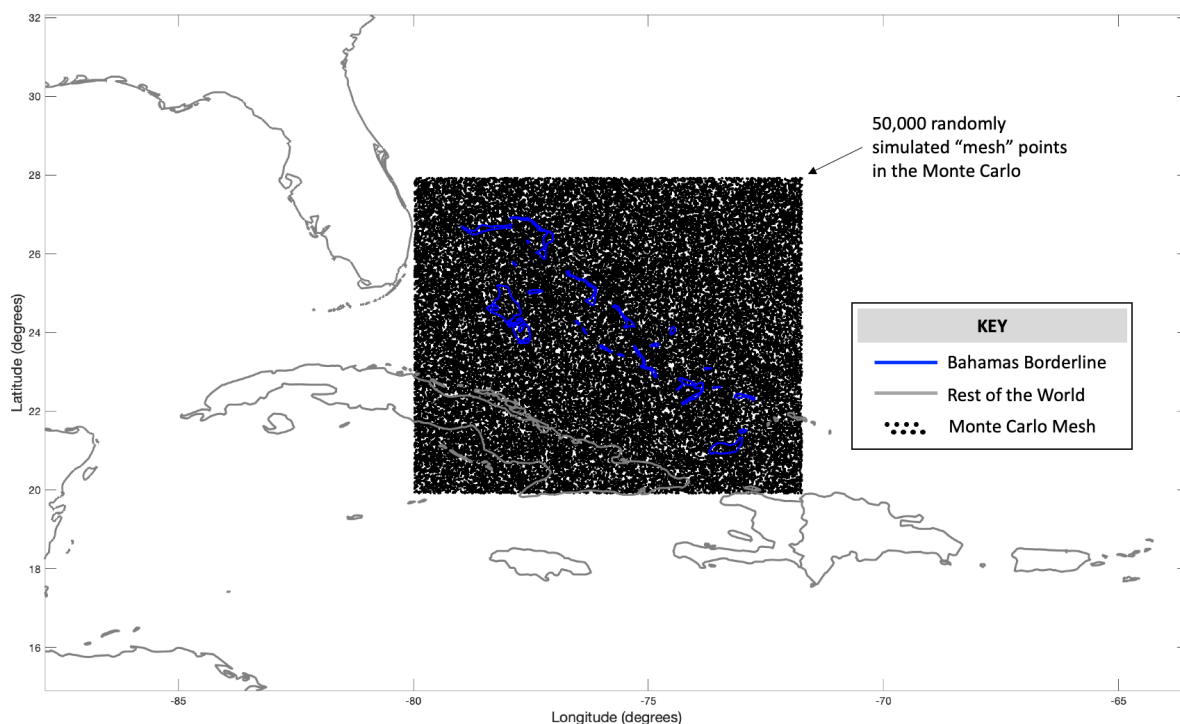 32
30
28
26
24
22
20
18
16
Latitude (degrees)
50,000 randomly
simulated “mesh” points
in the Monte Carlo
KEY
Bahamas Borderline
Rest of the World
Monte Carlo Mesh
-85
-80
-75
-70
-65
Longitude (degrees)